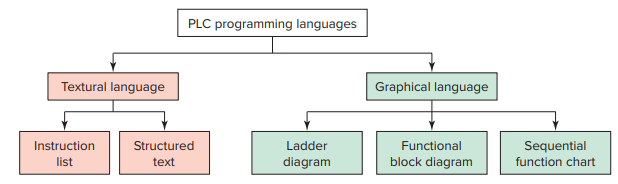 PLC programming languages
Textural language
Graphical language
Instruction
list
Structured
text
Ladder
diagram
Functional
block diagram
Sequential
function chart